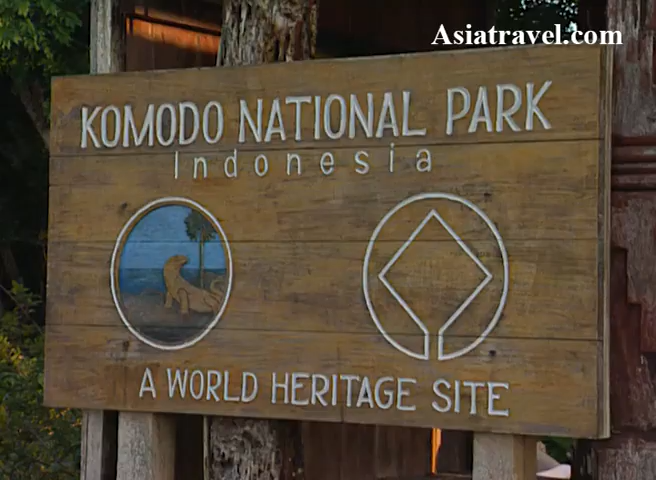 Asiatravel.com
KOMODO NATIONAL PARK
Indonesia
A WORLD HERITAGE SITE